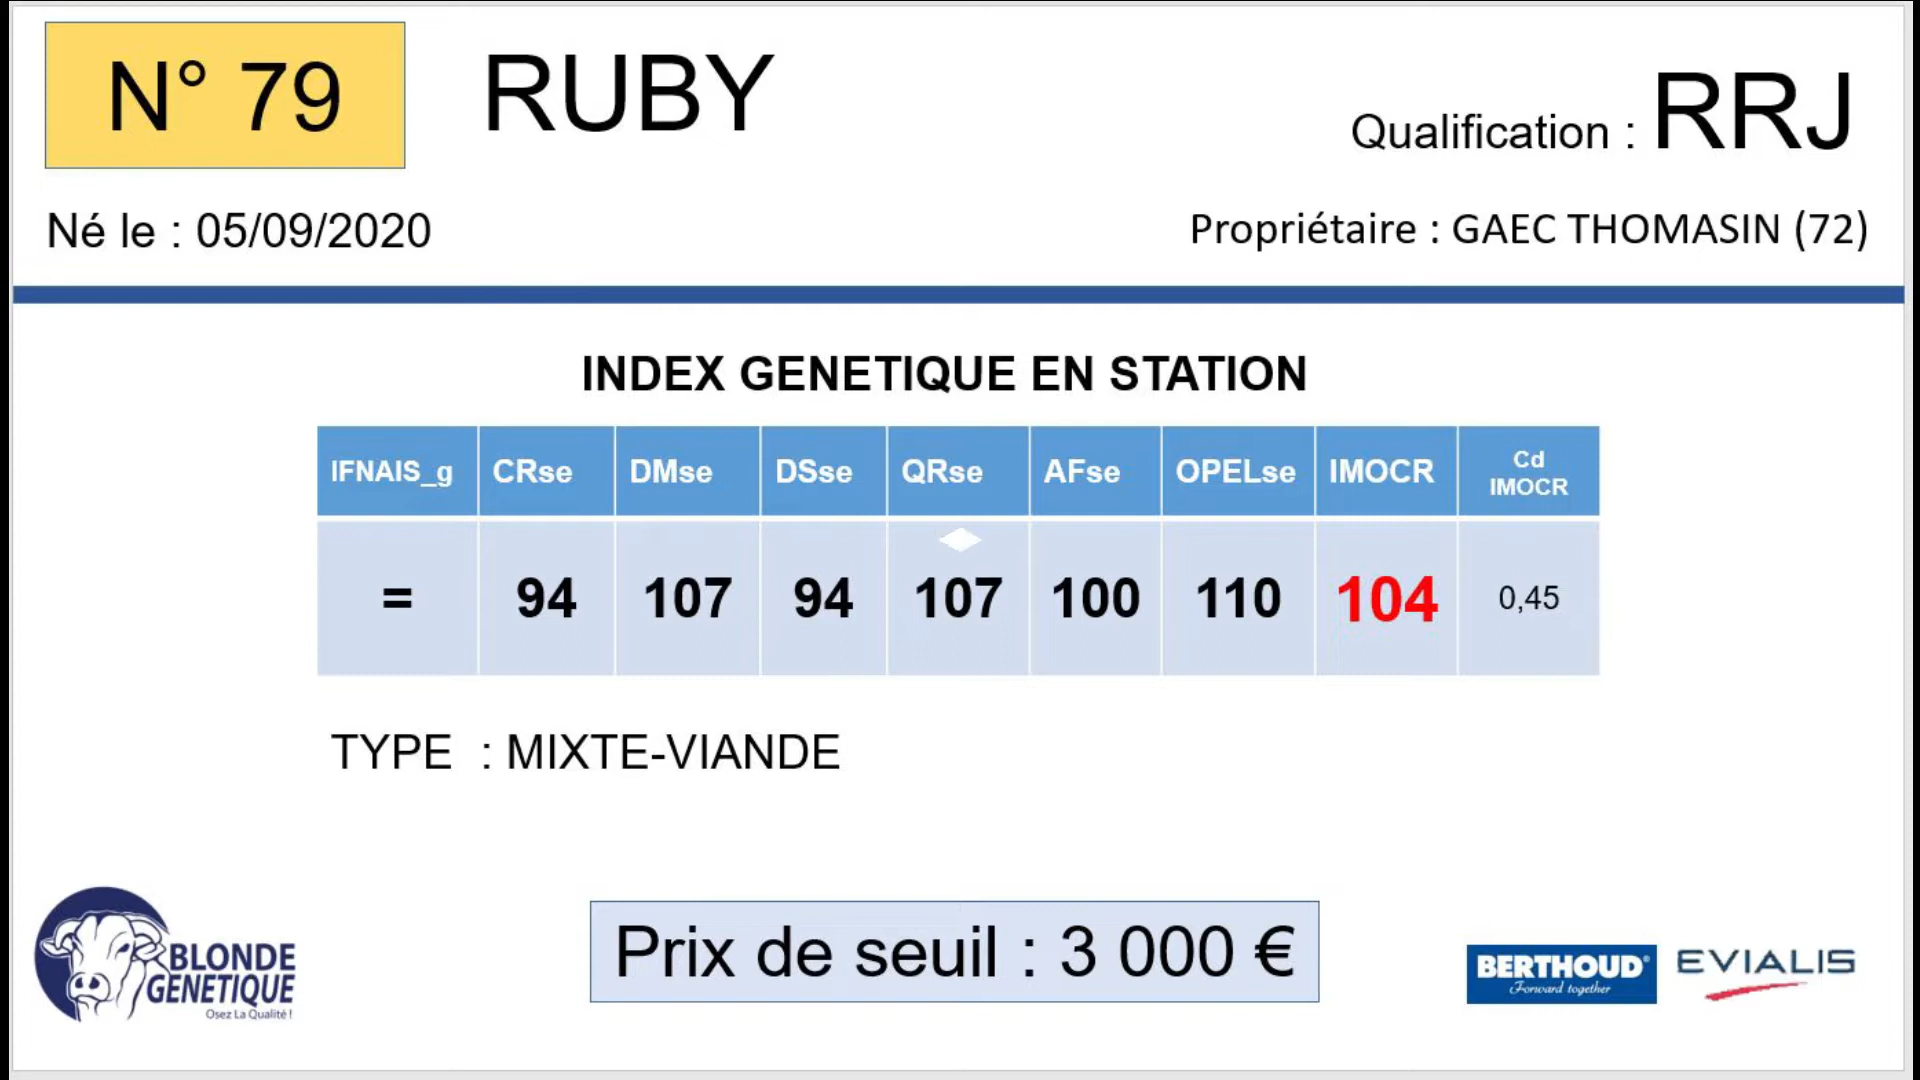 N° 79
RUBY
Qualification : RRJ
Né le : 05/09/2020
Propriétaire : GAEC THOMASIN (72)
INDEX GENETIQUE EN STATION
IFNAIS_g CRse DMse DSse QRse AFse OPELse IMOCR Cd IMOCR
= 94 107 94 107 100 110 104 0,45
TYPE : MIXTE-VIANDE
Prix de seuil : 3 000 €
BLONDE
GENETIQUE
Osez La Qualité !
BERTHOUD®
Forward together
EVIALIS